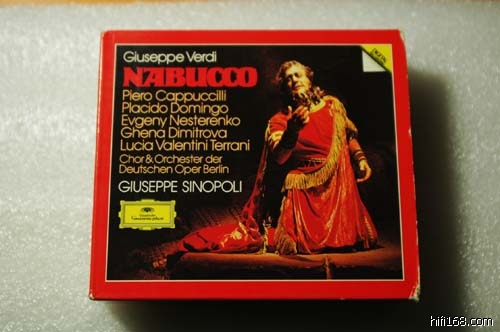 Giuseppe Verdi
NABUCCO
Piero Cappuccilli
Placido Domingo
Evgeny Nesterenko
Ghena Dimitrova
Lucia Valentini Terrani
Chor & Orchester der
Deutschen Oper Berlin
GIUSEPPE SINOPOLI
DIGITAL
hifi168.com